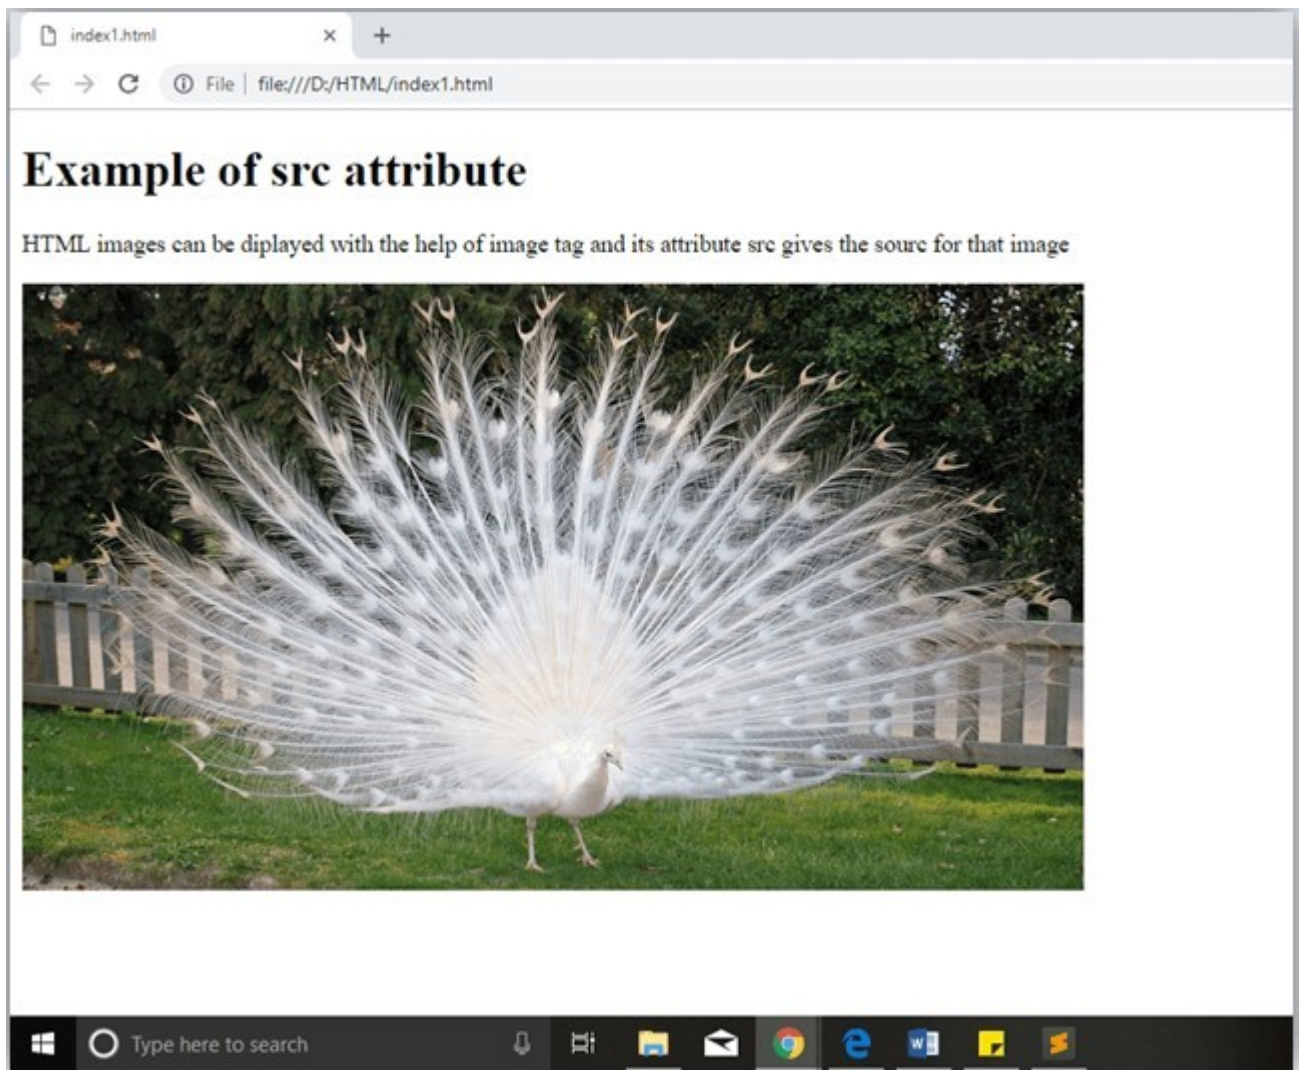 index1.html
File
file:///D:/HTML/index1.html
Example of src attribute
HTML images can be diplayed with the help of image tag and its attribute src gives the sourc for that image
Type here to search